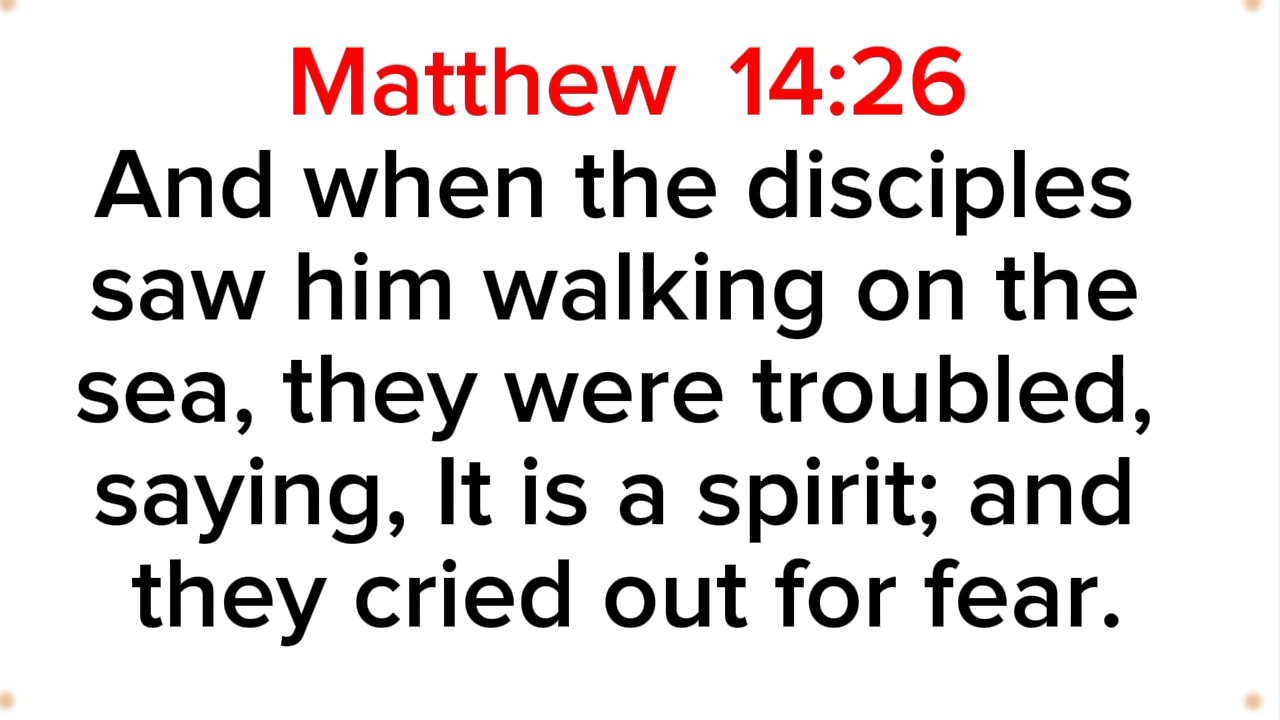 Matthew 14:26
And when the disciples
saw him walking on the
sea, they were troubled,
saying, It is a spirit; and
they cried out for fear.